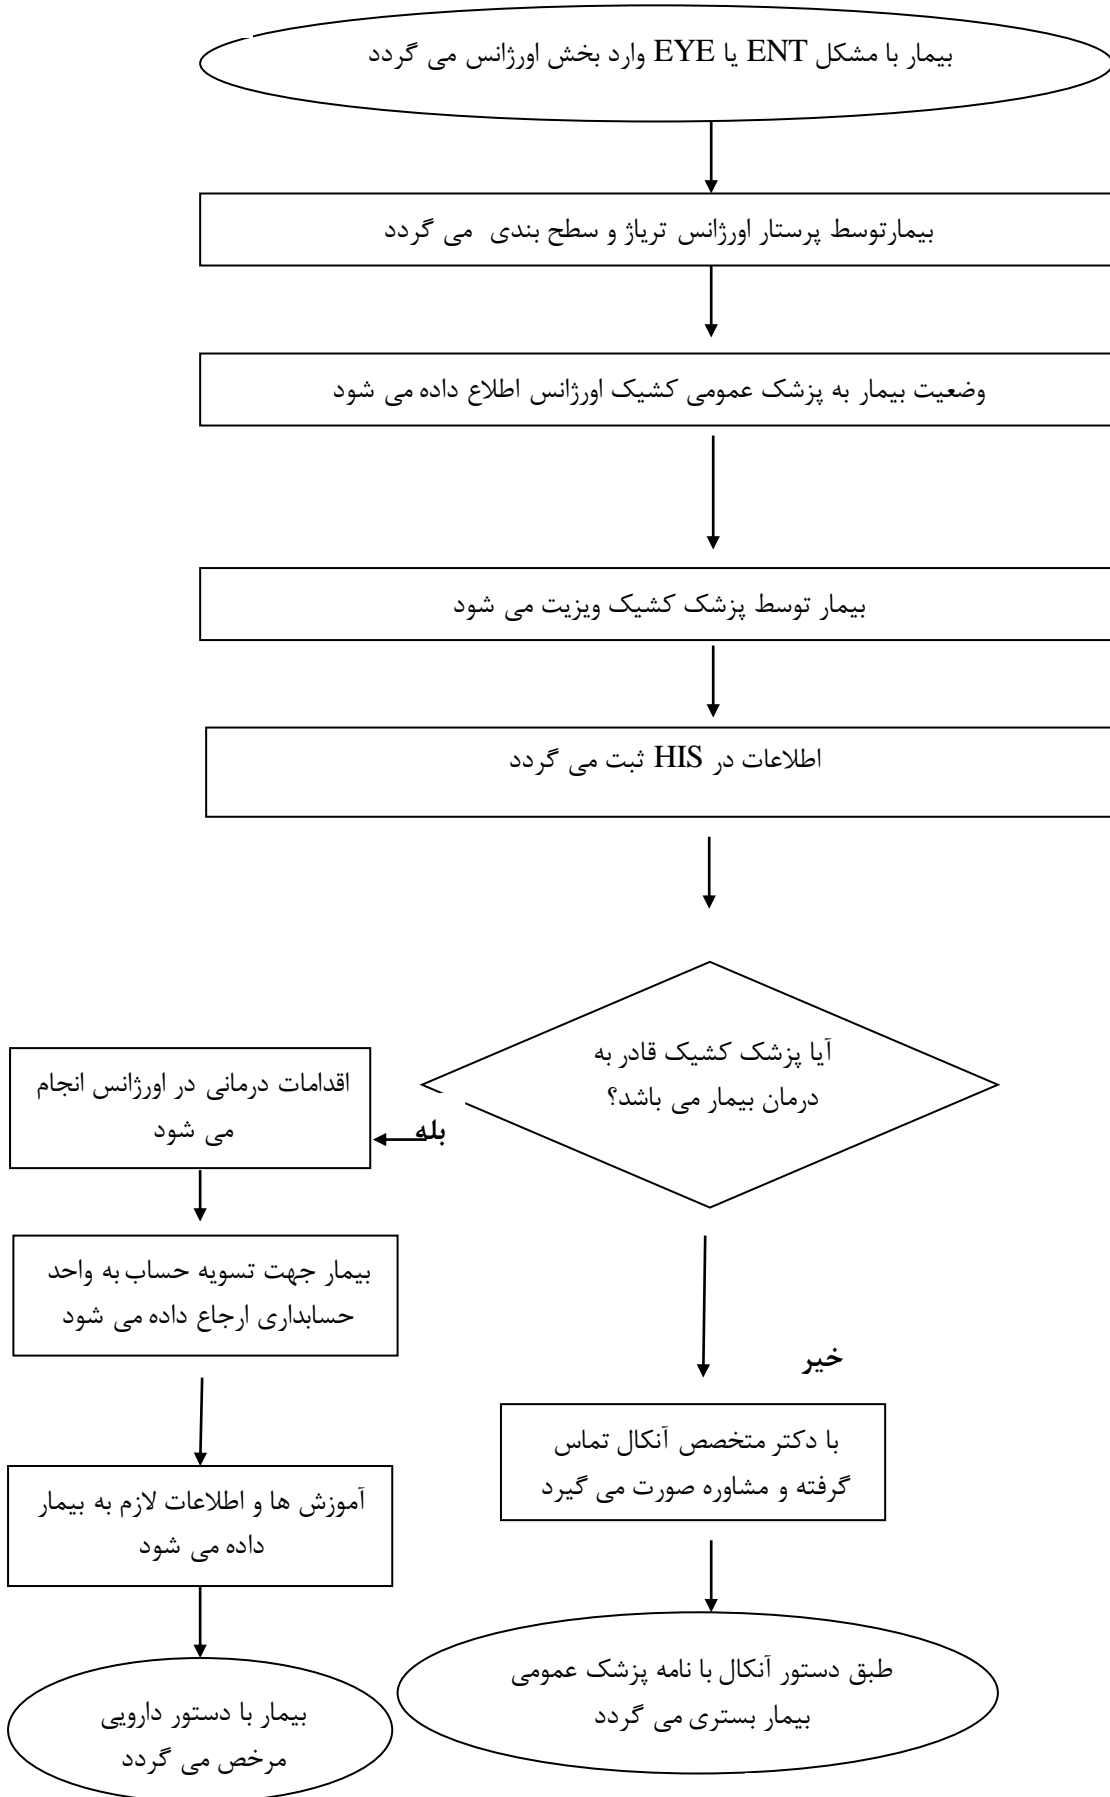 بیمار با مشکل ENT یا EYE وارد بخش اورژانس می گردد
بیمارتوسط پرستار اورژانس تریاژ و سطح بندی می گردد
وضعیت بیمار به پزشک عمومی کشیک اورژانس اطلاع داده می شود
بیمار توسط پزشک کشیک ویزیت می شود
اطلاعات در HIS ثبت می گردد
آیا پزشک کشیک قادر به
درمان بیمار می باشد؟
بله
اقدامات درمانی در اورژانس انجام
می شود
بیمار جهت تسویه حساب به واحد
حسابداری ارجاع داده می شود
خیر
با دکتر متخصص آنکال تماس
گرفته و مشاوره صورت می گیرد
آموزش ها و اطلاعات لازم به بیمار
داده می شود
طبق دستور آنکال با نامه پزشک عمومی
بیمار بستری می گردد
بیمار با دستور دارویی
مرخص می گردد